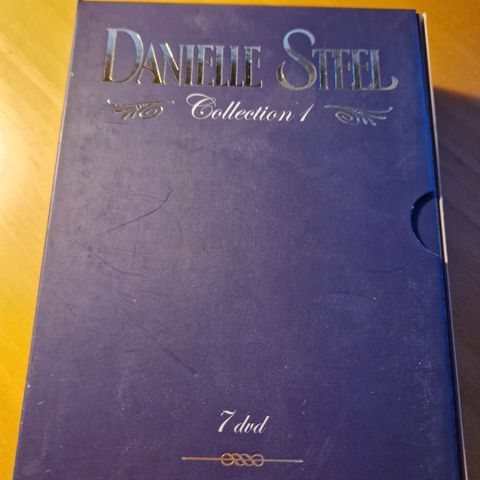 DANIELLE STEEL
Collection 1
7 dvd